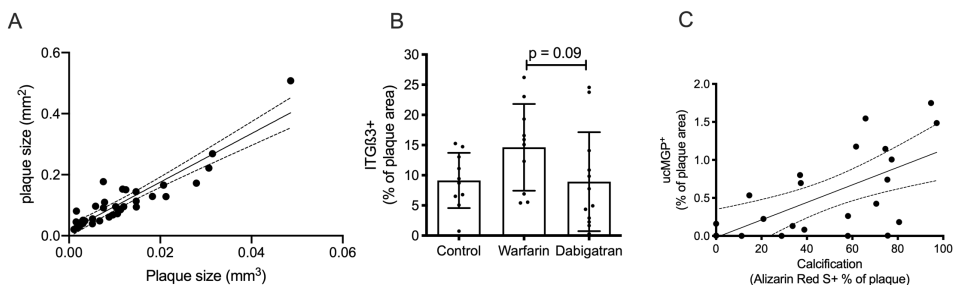 A
plaque size (mm²)
0.6
0.4
0.2
0.0
0.00
0.02
0.04
0.06
Plaque size (mm³)
B
ITGß3+
(% of plaque area)
p = 0.09
30
25
20
15
10
5
0
Control
Warfarin
Dabigatran
C
ucMGP⁺
(% of plaque area)
2.0
1.5
1.0
0.5
0.0
0
20
40
60
80
100
Calcification
(Alizarin Red S+ % of plaque)